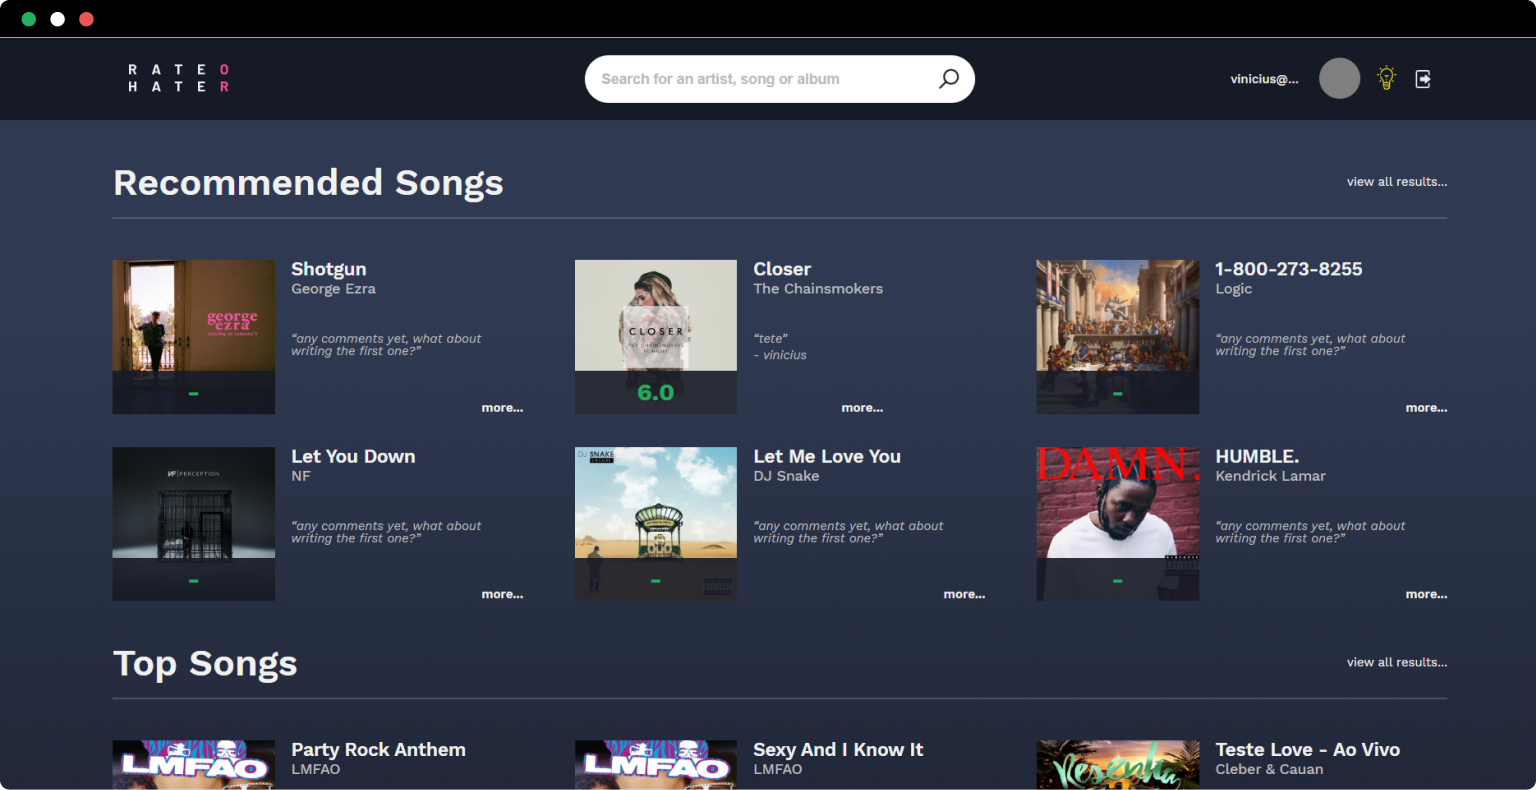 RATEO
HATER
Search for an artist, song or album
vinicius@...
Recommended Songs
view all results...
george
ezra
Shotgun
George Ezra
“any comments yet, what about
writing the first one?”
-
more...
CLOSER
THE CHAINSMOKERS
Closer
The Chainsmokers
“tete”
- vinicius
6.0
more...
1-800-273-8255
Logic
“any comments yet, what about
writing the first one?”
-
more...
NF|PERCEPTION
Let You Down
NF
“any comments yet, what about
writing the first one?”
-
more...
DJ SNAKE
ENCORE
Let Me Love You
DJ Snake
“any comments yet, what about
writing the first one?”
-
more...
DAMN.
HUMBLE.
Kendrick Lamar
“any comments yet, what about
writing the first one?”
-
more...
Top Songs
view all results...
LMFAO
Party Rock Anthem
LMFAO
LMFAO
Sexy And I Know It
LMFAO
Resenha
Teste Love - Ao Vivo
Cleber & Cauan